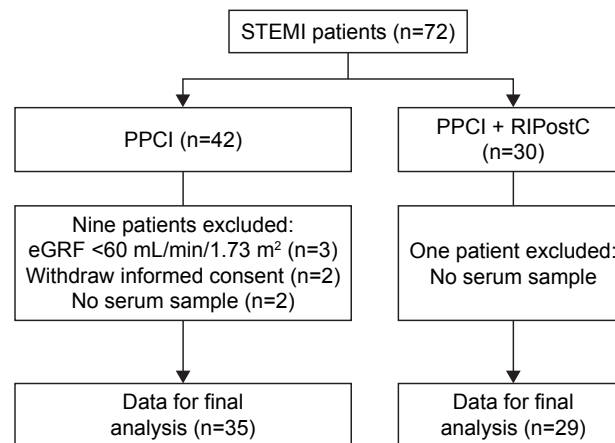 STEMI patients (n=72)
PPCI (n=42)
PPCI + RIPostC
(n=30)
Nine patients excluded:
eGRF <60 mL/min/1.73 m² (n=3)
Withdraw informed consent (n=2)
No serum sample (n=2)
One patient excluded:
No serum sample
Data for final
analysis (n=35)
Data for final
analysis (n=29)